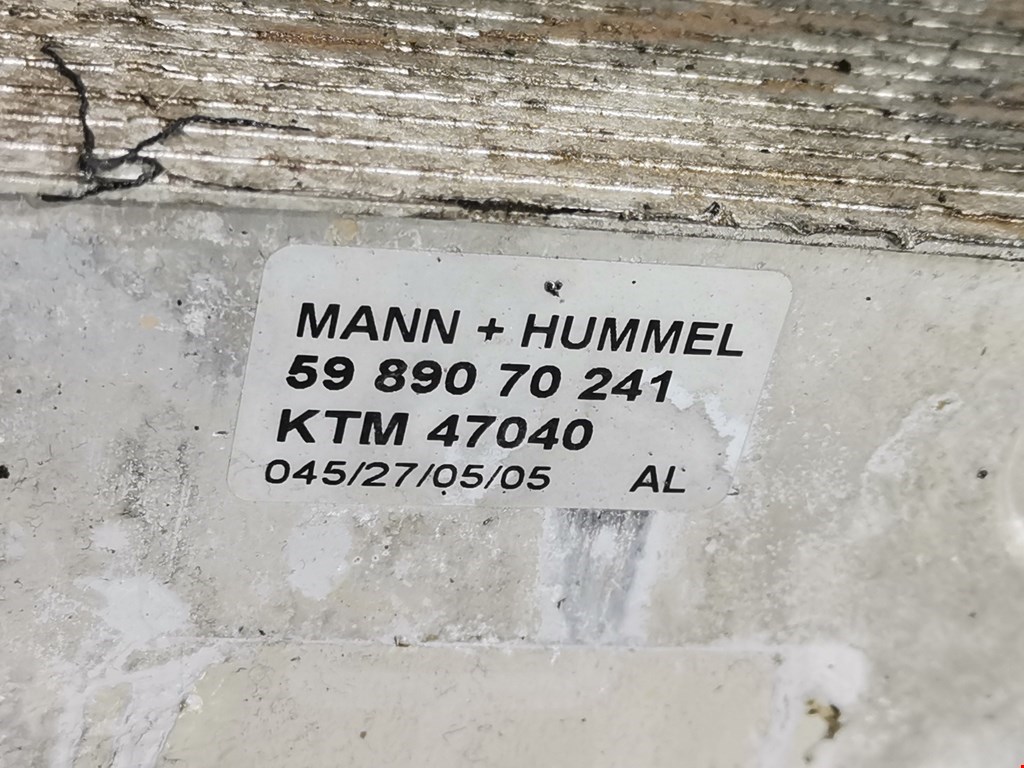 MANN + HUMMEL
59 890 70 241
KTM 47040
045/27/05/05 AL